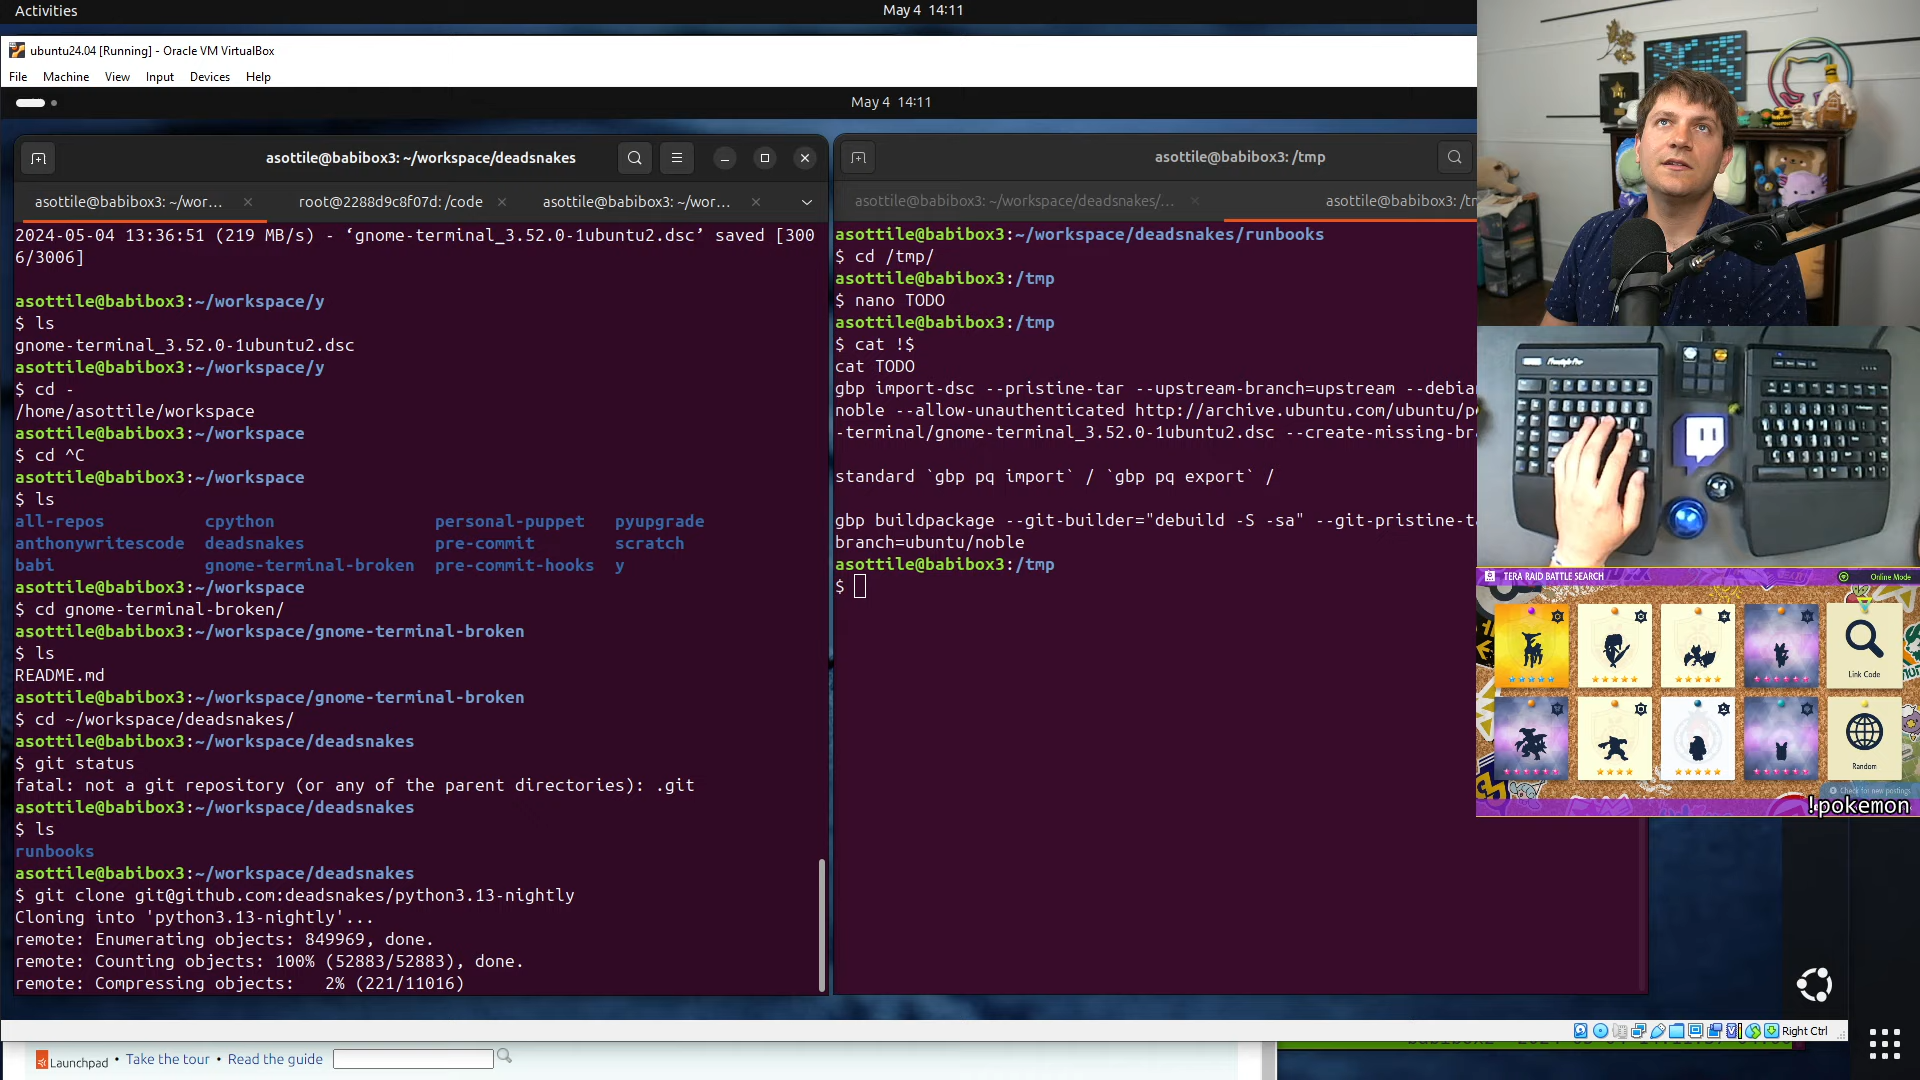 Activities
May 4 14:11
ubuntu24.04 [Running] - Oracle VM VirtualBox
File Machine View Input Devices Help
May 4 14:11
asottile@babibox3: ~/workspace/deadsnakes
asottile@babibox3: ~/wor...
root@2288d9c8f07d: /code
asottile@babibox3: ~/wor...
2024-05-04 13:36:51 (219 MB/s) - ‘gnome-terminal_3.52.0-1ubuntu2.dsc’ saved [300
6/3006]
asottile@babibox3:~/workspace/y
$ ls
gnome-terminal_3.52.0-1ubuntu2.dsc
asottile@babibox3:~/workspace/y
$ cd -
/home/asottile/workspace
asottile@babibox3:~/workspace
$ cd ^C
asottile@babibox3:~/workspace
$ ls
all-repos cpython personal-puppet pyupgrade
anthonywritescode deadsnakes pre-commit scratch
babi gnome-terminal-broken pre-commit-hooks y
asottile@babibox3:~/workspace
$ cd gnome-terminal-broken/
asottile@babibox3:~/workspace/gnome-terminal-broken
$ ls
README.md
asottile@babibox3:~/workspace/gnome-terminal-broken
$ cd ~/workspace/deadsnakes/
asottile@babibox3:~/workspace/deadsnakes
$ git status
fatal: not a git repository (or any of the parent directories): .git
asottile@babibox3:~/workspace/deadsnakes
$ ls
runbooks
asottile@babibox3:~/workspace/deadsnakes
$ git clone git@github.com:deadsnakes/python3.13-nightly
Cloning into 'python3.13-nightly'...
remote: Enumerating objects: 849969, done.
remote: Counting objects: 100% (52883/52883), done.
remote: Compressing objects:   2% (221/11016)
asottile@babibox3: /tmp
asottile@babibox3: ~/workspace/deadsnakes/...
asottile@babibox3: /tm
asottile@babibox3:~/workspace/deadsnakes/runbooks
$ cd /tmp/
asottile@babibox3:/tmp
$ nano TODO
asottile@babibox3:/tmp
$ cat !$
cat TODO
gbp import-dsc --pristine-tar --upstream-branch=upstream --debia
noble --allow-unauthenticated http://archive.ubuntu.com/ubuntu/p
-terminal/gnome-terminal_3.52.0-1ubuntu2.dsc --create-missing-bra
standard `gbp pq import` / `gbp pq export` /
gbp buildpackage --git-builder="debuild -S -sa" --git-pristine-ta
branch=ubuntu/noble
asottile@babibox3:/tmp
$
TERA RAID BATTLE SEARCH
Online Mode
Link Code
Random
Check for new postings
!pokemon
Right Ctrl
Launchpad • Take the tour • Read the guide